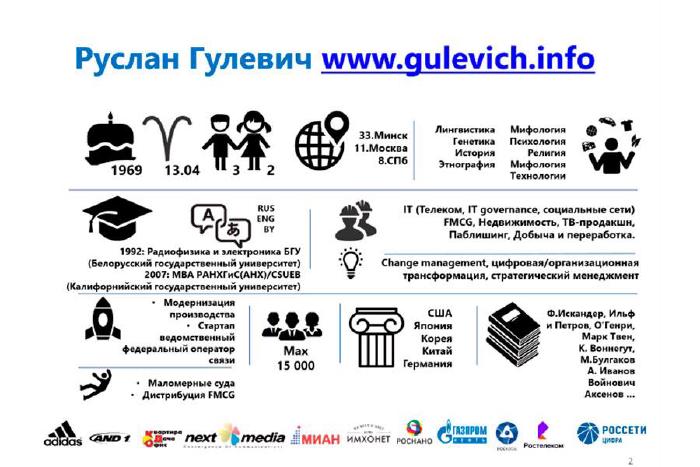 Руслан Гулевич www.gulevich.info
1969
13.04
3
2
33.Минск
11.Москва
8.СПб
Лингвистика
Генетика
История
Этнография
Мифология
Психология
Религия
Мифология
Технологии
A
あ
RUS
ENG
BY
1992: Радиофизика и электроника БГУ
(Белорусский государственный университет)
2007: MBA РАНХГиС(АНХ)/CSUEB
(Калифорнийский государственный университет)
IT (Телеком, IT governance, социальные сети)
FMCG, Недвижимость, ТВ-продакшн,
Паблишинг, Добыча и переработка.
Change management, цифровая/организационная
трансформация, стратегический менеджмент
• Модернизация
производства
• Стартап
ведомственный
федеральный оператор
связи
• Маломерные суда
• Дистрибуция FMCG
Max
15 000
США
Япония
Корея
Китай
Германия
Ф.Искандер, Ильф
и Петров, О'Генри,
Марк Твен,
К. Воннегут,
М.Булгаков
А. Иванов
Войнович
Аксенов ...
adidas
AND 1
Квартира
Дача
Офис
next media
МИАН
ИМХОНЕТ
РОСНАНО
ГАЗПРОМ
НЕФТЬ
Ростелеком
РОССЕТИ
ЦИФРА
2